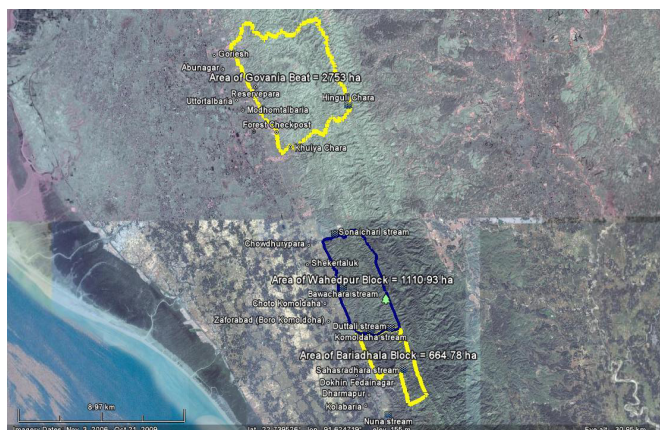 Goriesh
Abunagar
Area of Govania Beat = 2753 ha
Reservepara
Hinguli Chara
Uttortalbaria
Modhomtalbaria
Forest Checkpost
Khuiya Chara
Sonaichari stream
Chowdhurypara
Shekertaluk
Area of Wahedpur Block = 1110.93 ha
Bawachara stream
Choto Komoldaha
Zaforabad (Boro Komoldoha)
Duttali stream
Komoldaha stream
Area of Bariadhala Block = 664.78 ha
Sahasradhara stream
Dokhin Fedainagar
Dharmapur
Kolabaria
8.97 km
Nuna stream